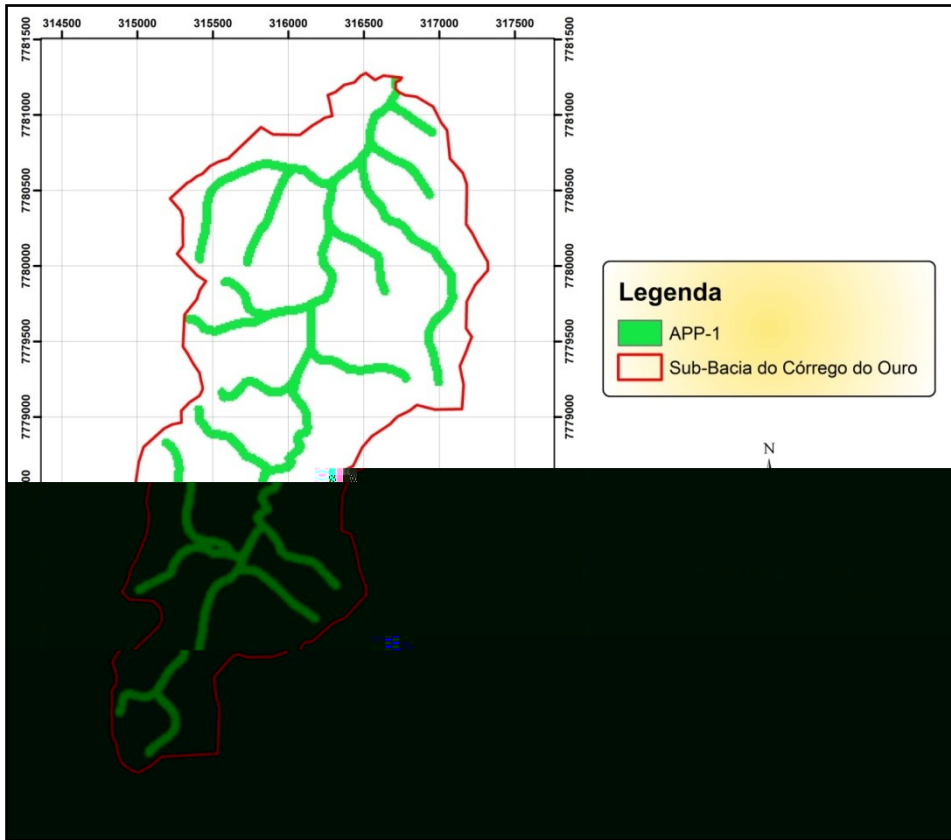 314500 315000 315500 316000 316500 317000 317500
7781500 7781500
7781000 7781000
7780500 7780500
7780000 7780000
7779500 7779500
7779000 7779000
Legenda
APP-1
Sub-Bacia do Córrego do Ouro
N